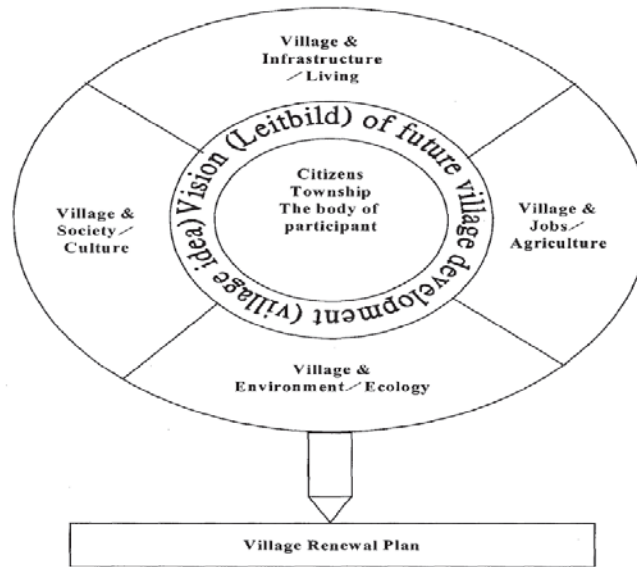 Village &
Infrastructure
/Living
Vision (Leitbild) of future village development (village idea)
Citizens
Township
The body of
participant
Village &
Society/
Culture
Village &
Jobs/
Agriculture
Village &
Environment/Ecology
Village Renewal Plan